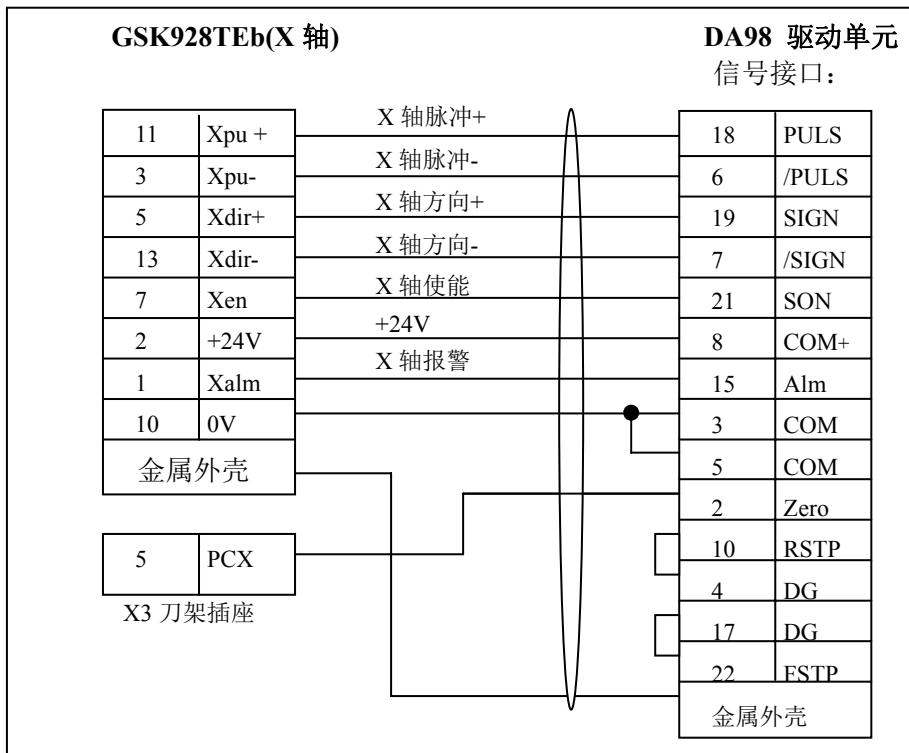 GSK928TEb(X 轴)
DA98 驱动单元
信号接口：
11 Xpu + X 轴脉冲+ 18 PULS
3 Xpu- X 轴脉冲- 6 /PULS
5 Xdir+ X 轴方向+ 19 SIGN
13 Xdir- X 轴方向- 7 /SIGN
7 Xen X 轴使能 21 SON
2 +24V +24V 8 COM+
1 Xalm X 轴报警 15 Alm
10 0V 3 COM
金属外壳 5 COM
2 Zero
5 PCX 10 RSTP
X3 刀架插座 4 DG
17 DG
22 FSTP
金属外壳